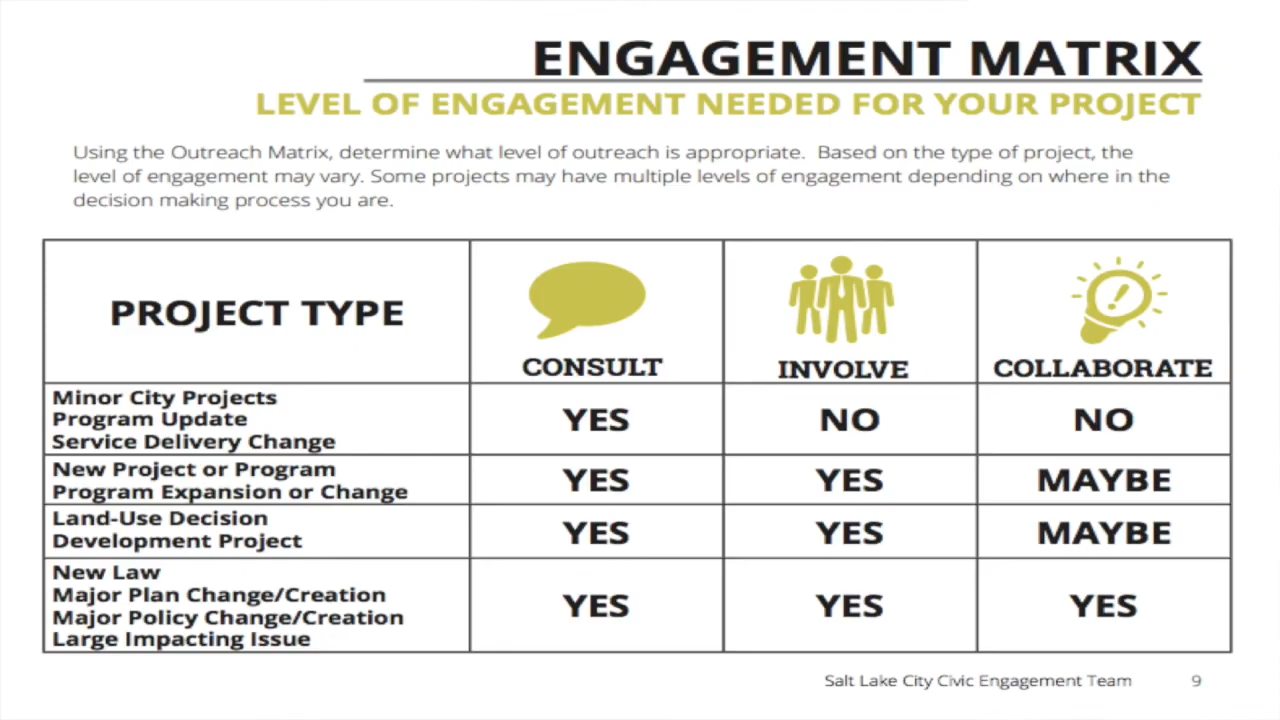 ENGAGEMENT MATRIX
LEVEL OF ENGAGEMENT NEEDED FOR YOUR PROJECT
Using the Outreach Matrix, determine what level of outreach is appropriate.  Based on the type of project, the
level of engagement may vary. Some projects may have multiple levels of engagement depending on where in the
decision making process you are.
PROJECT TYPE
CONSULT
INVOLVE
COLLABORATE
Minor City Projects
Program Update
Service Delivery Change
YES
NO
NO
New Project or Program
Program Expansion or Change
YES
YES
MAYBE
Land-Use Decision
Development Project
YES
YES
MAYBE
New Law
Major Plan Change/Creation
Major Policy Change/Creation
Large Impacting Issue
YES
YES
YES
Salt Lake City Civic Engagement Team
9